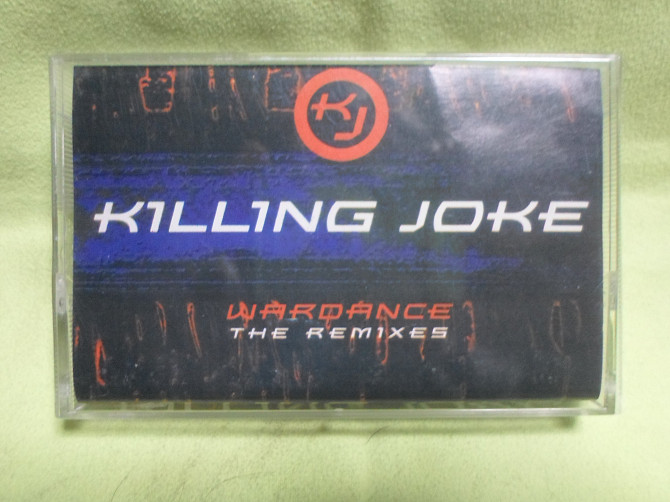 KJ
KILLING JOKE
WARDANCE
THE REMIXES